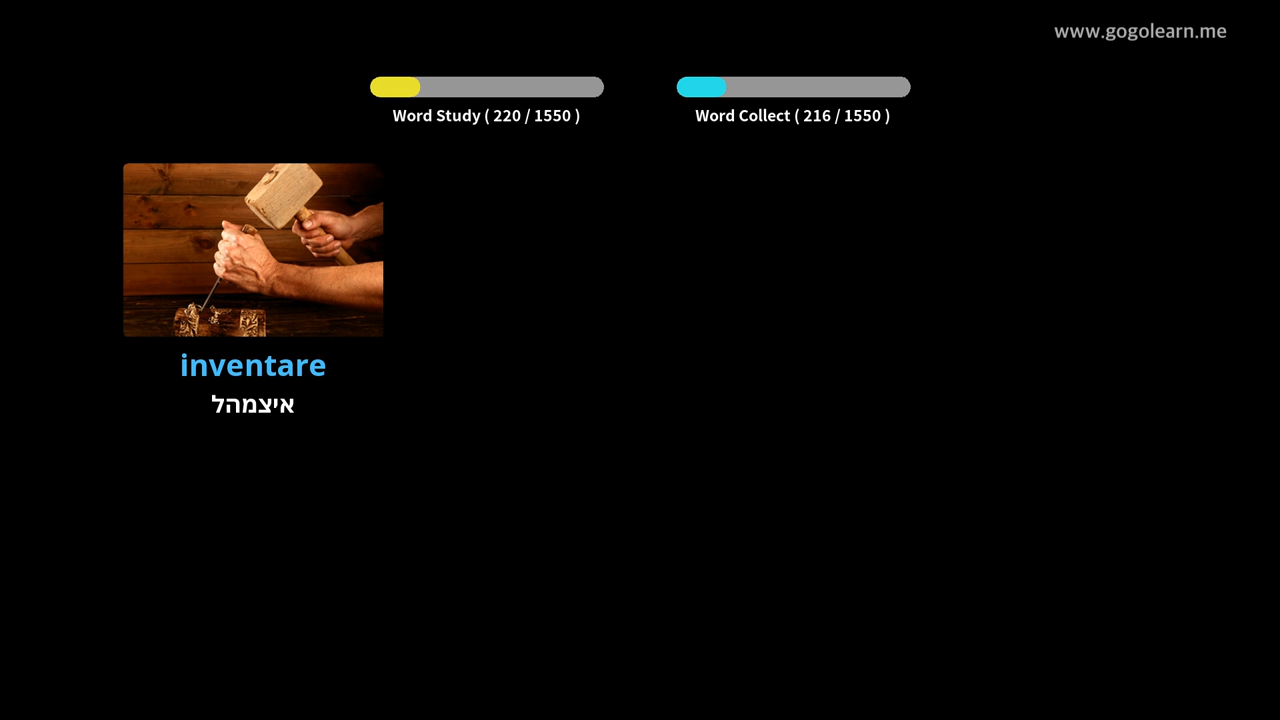 www.gogolearn.me
Word Study ( 220 / 1550 )
Word Collect ( 216 / 1550 )
inventare
איצמהל